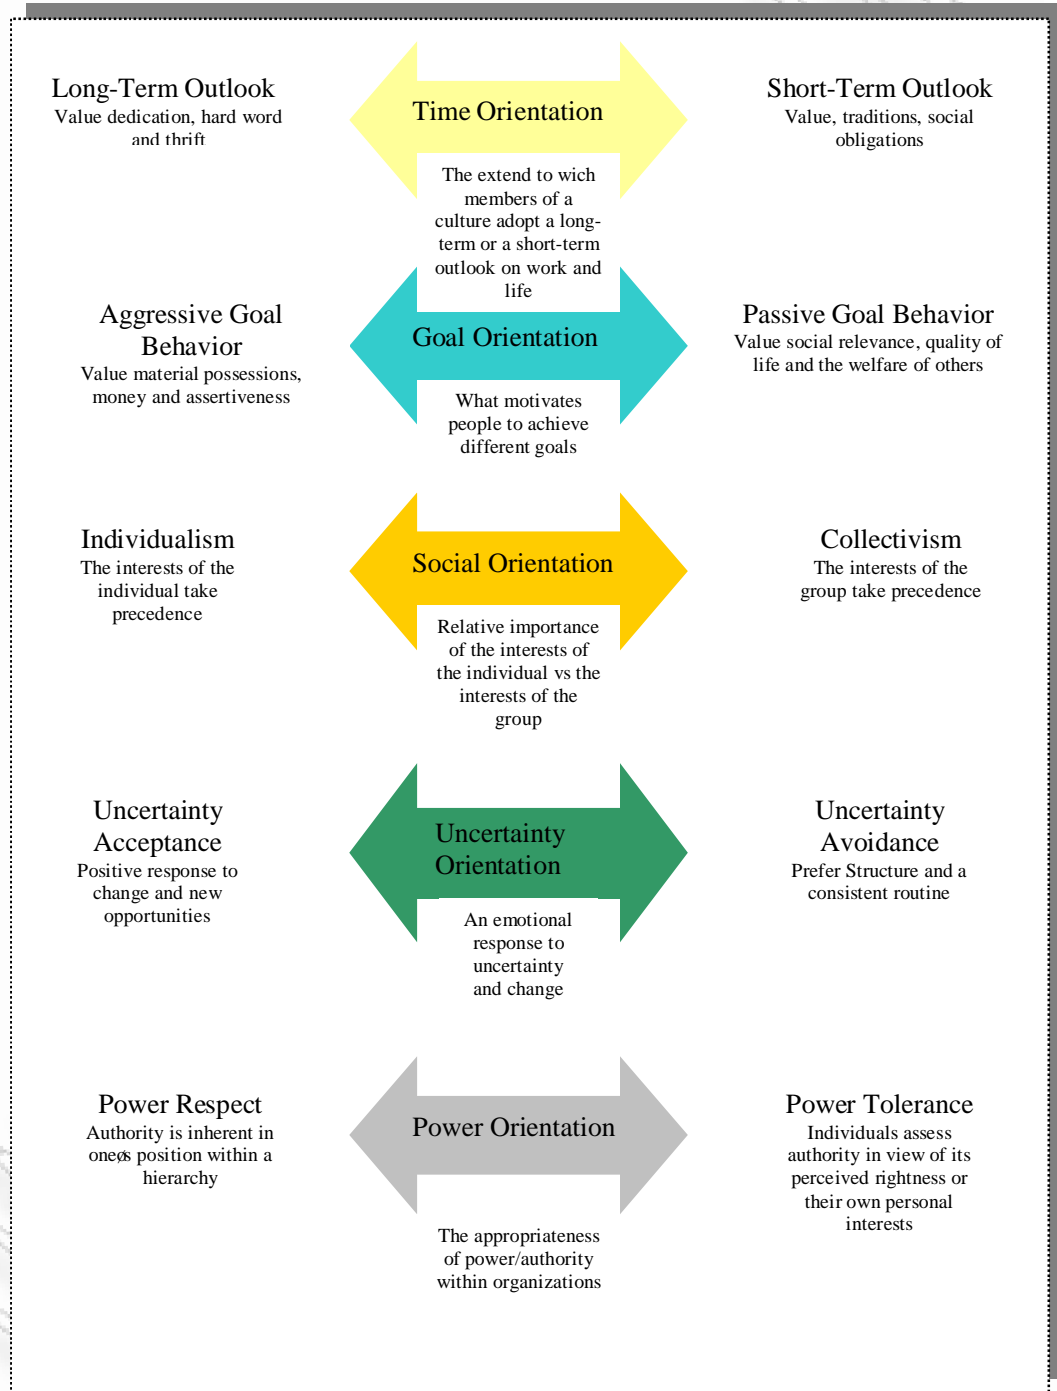 Long-Term Outlook
Value dedication, hard word
and thrift
Time Orientation
The extend to wich
members of a
culture adopt a long-
term or a short-term
outlook on work and
life
Short-Term Outlook
Value, traditions, social
obligations
Aggressive Goal
Behavior
Value material possessions,
money and assertiveness
Goal Orientation
What motivates
people to achieve
different goals
Passive Goal Behavior
Value social relevance, quality of
life and the welfare of others
Individualism
The interests of the
individual take
precedence
Social Orientation
Relative importance
of the interests of
the individual vs the
interests of the
group
Collectivism
The interests of the
group take precedence
Uncertainty
Acceptance
Positive response to
change and new
opportunities
Uncertainty
Orientation
An emotional
response to
uncertainty
and change
Uncertainty
Avoidance
Prefer Structure and a
consistent routine
Power Respect
Authority is inherent in
oneøs position within a
hierarchy
Power Orientation
The appropriateness
of power/authority
within organizations
Power Tolerance
Individuals assess
authority in view of its
perceived rightness or
their own personal
interests